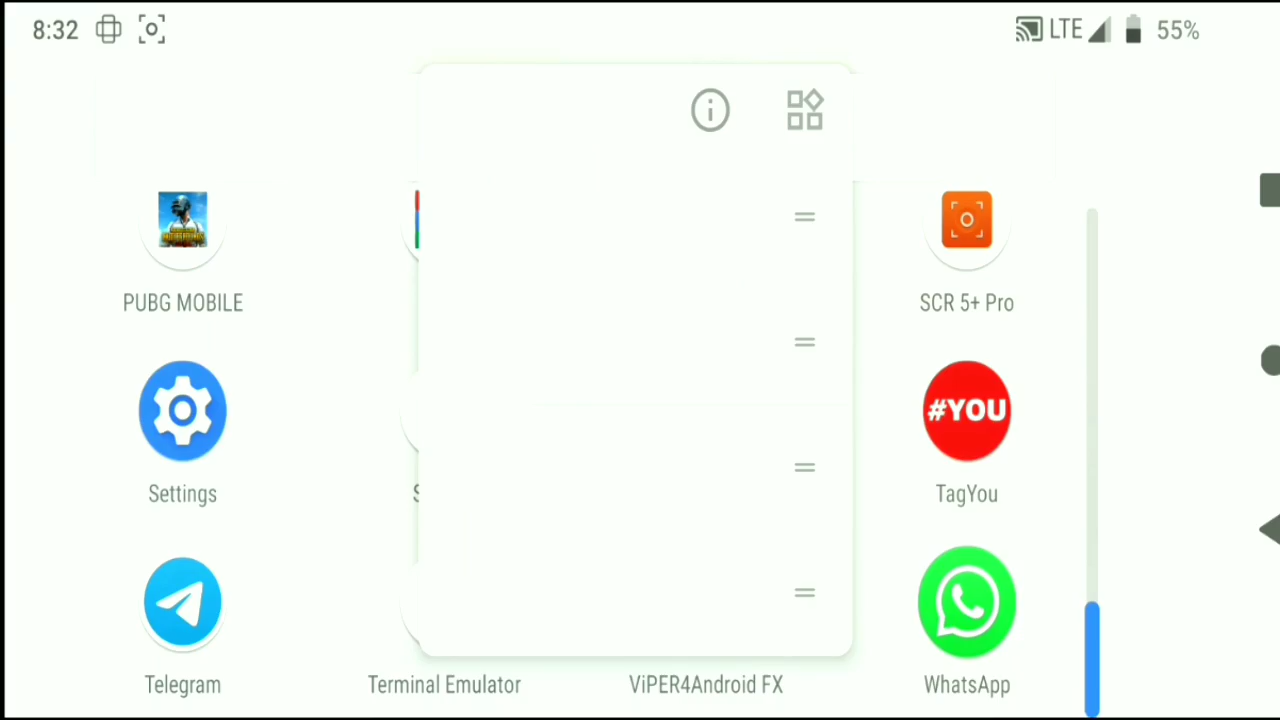 8:32
LTE
55%
PUBG MOBILE
SCR 5+ Pro
Settings
S
#YOU
TagYou
Telegram
Terminal Emulator
ViPER4Android FX
WhatsApp